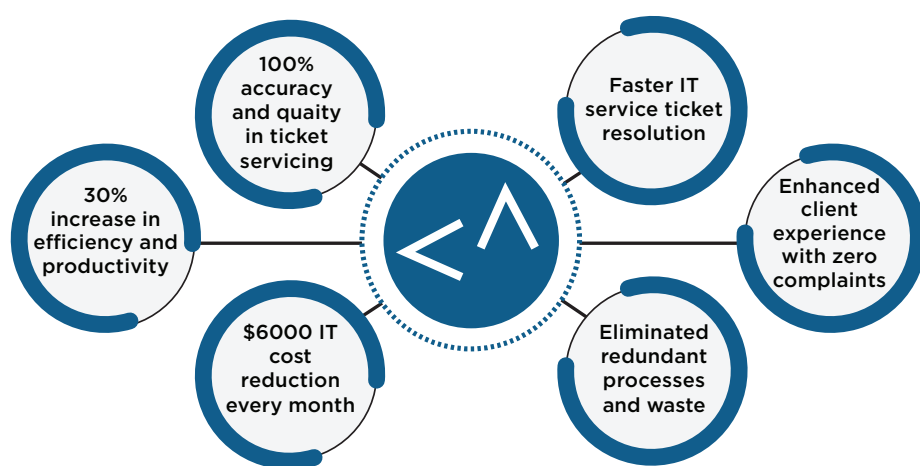 100%
accuracy
and quaity
in ticket
servicing
Faster IT
service ticket
resolution
30%
increase in
efficiency and
productivity
Enhanced
client
experience
with zero
complaints
$6000 IT
cost
reduction
every month
Eliminated
redundant
processes
and waste